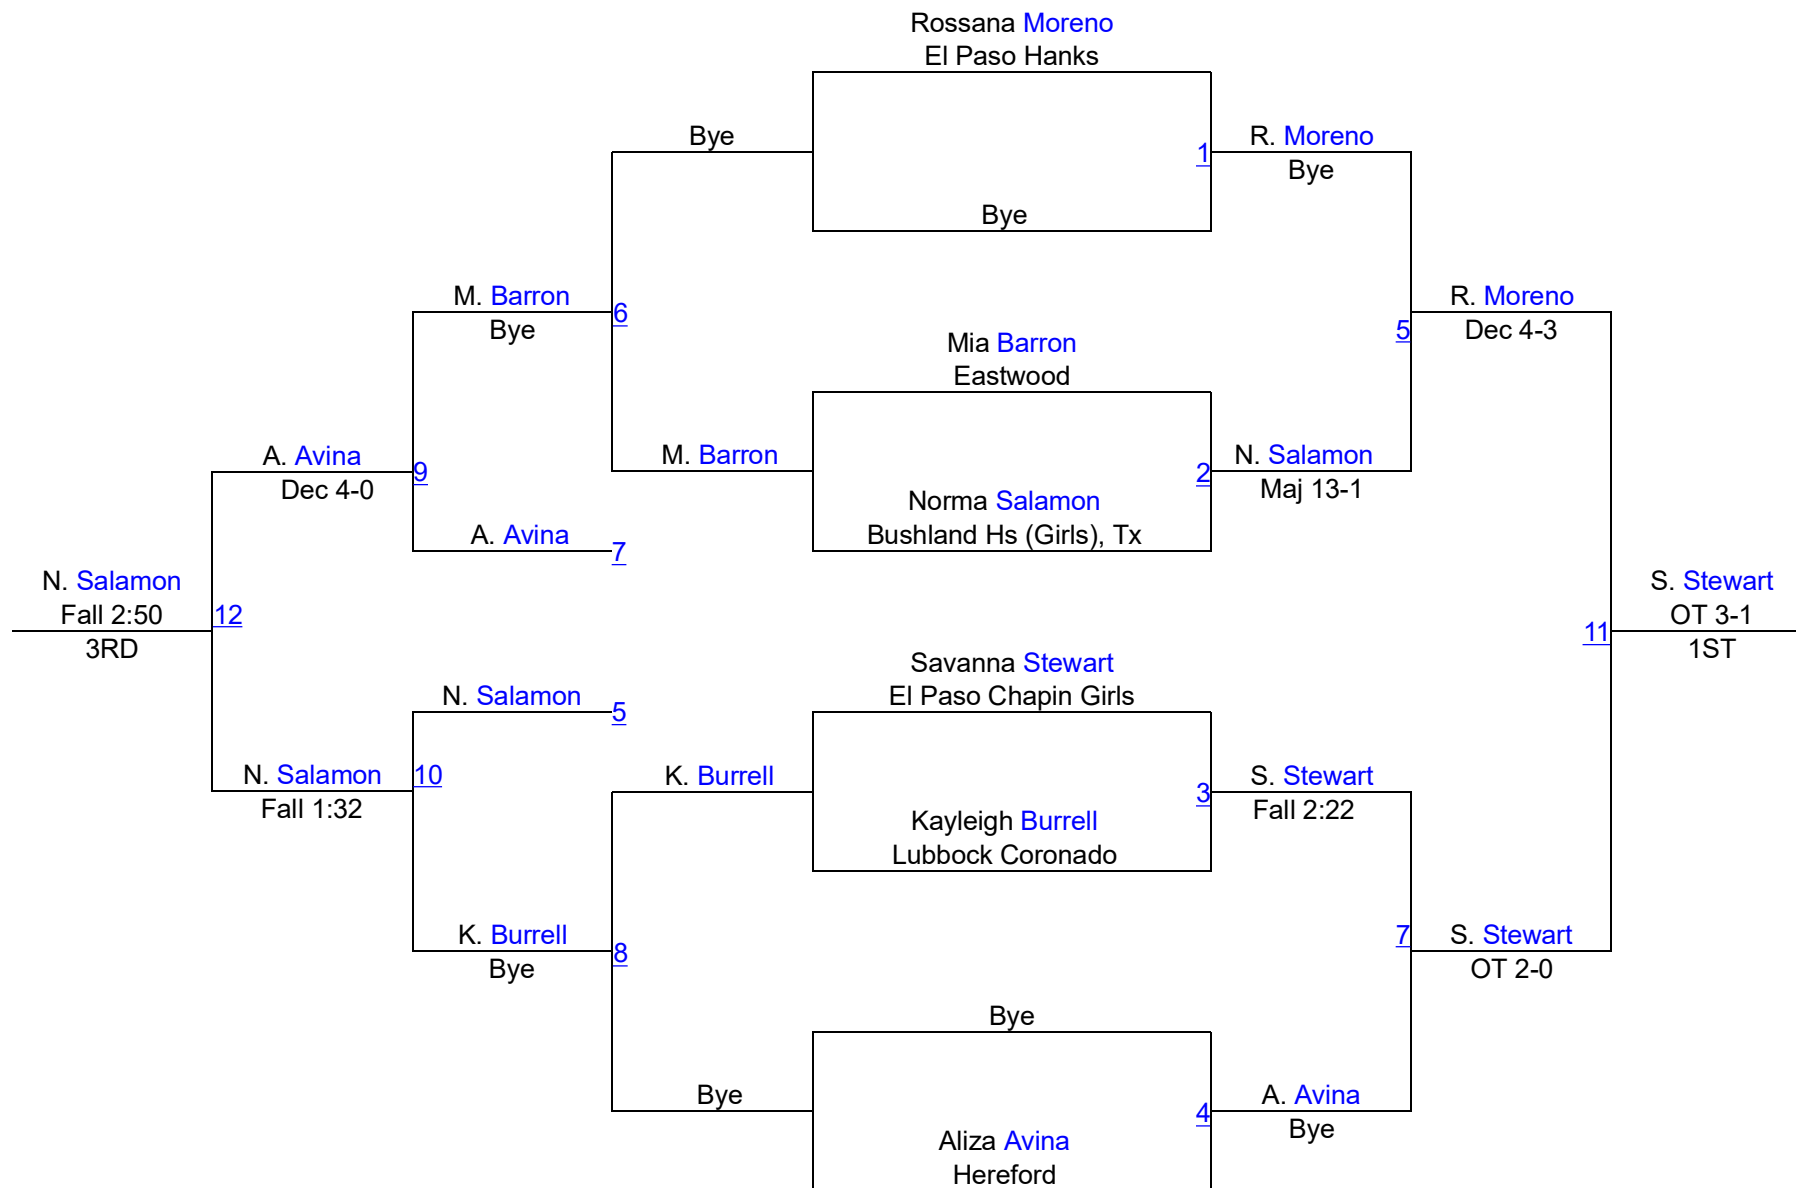 Rossana Moreno
El Paso Hanks
Bye
1
R. Moreno
Bye
Bye
M. Barron
Bye
6
R. Moreno
Dec 4-3
5
Mia Barron
Eastwood
A. Avina
Dec 4-0
9
M. Barron
2
N. Salamon
Maj 13-1
Norma Salamon
Bushland Hs (Girls), Tx
A. Avina
7
N. Salamon
Fall 2:50
3RD
12
S. Stewart
OT 3-1
1ST
11
Savanna Stewart
El Paso Chapin Girls
N. Salamon
5
N. Salamon
Fall 1:32
10
K. Burrell
3
S. Stewart
Fall 2:22
Kayleigh Burrell
Lubbock Coronado
K. Burrell
Bye
8
7
S. Stewart
OT 2-0
Bye
Bye
4
A. Avina
Bye
Aliza Avina
Hereford